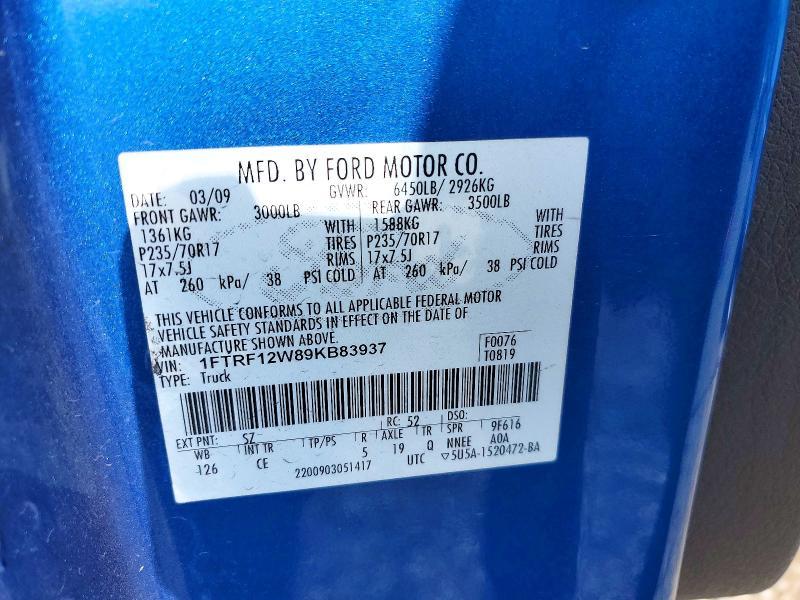 MFD. BY FORD MOTOR CO.
DATE: 03/09 GVWR: 6450LB/ 2926KG
FRONT GAWR: 3000LB REAR GAWR: 3500LB
1361KG WITH 1588KG WITH
P235/70R17 TIRES P235/70R17 TIRES
17x7.5J RIMS 17x7.5J RIMS
AT 260 kPa/ 38 PSI COLD AT 260 kPa/ 38 PSI COLD
THIS VEHICLE CONFORMS TO ALL APPLICABLE FEDERAL MOTOR
VEHICLE SAFETY STANDARDS IN EFFECT ON THE DATE OF
MANUFACTURE SHOWN ABOVE.
VIN: 1FTRF12W89KB83937 F0076
TYPE: Truck T0819
EXT PNT: SZ RC: 52 DSO:
WB INT TR TP/PS R AXLE TR SPR 9F616
126 CE 5 19 Q NNEE A0A
2200903051417 UTC ▽5U5A-1520472-BA